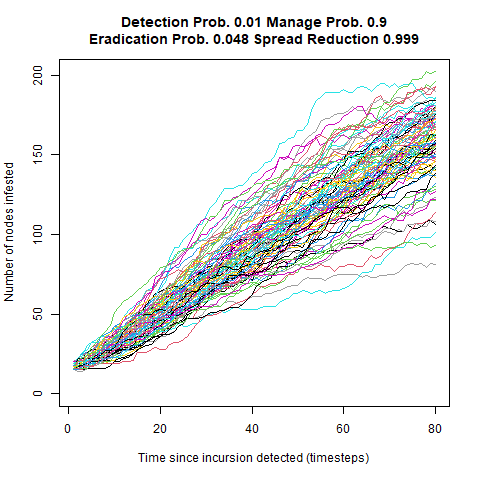 Detection Prob. 0.01 Manage Prob. 0.9
Eradication Prob. 0.048 Spread Reduction 0.999
Number of nodes infested
200
150
100
50
0
0 20 40 60 80
Time since incursion detected (timesteps)